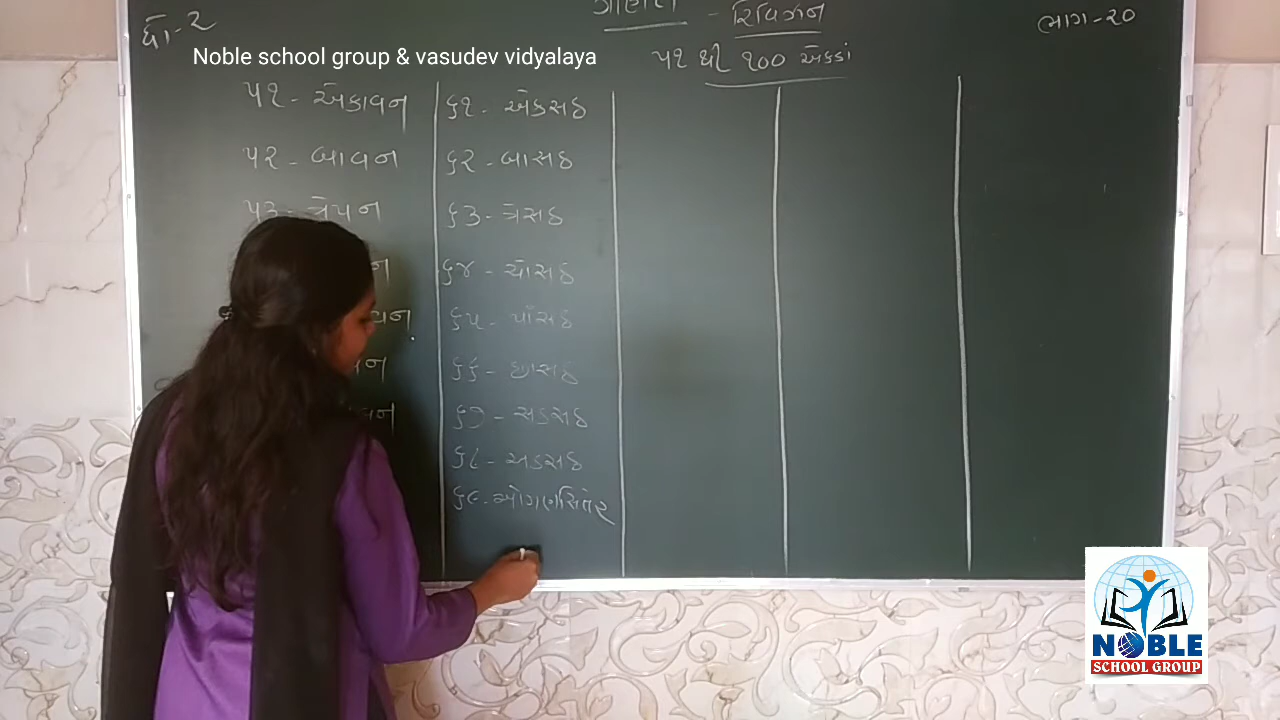 ધો-૨
ગણિત - રિવિઝન
ભાગ-૨૦
Noble school group & vasudev vidyalaya
૫૧ થી ૧૦૦ એકડાં
૫૧ - એકાવન
૫૨ - બાવન
૫૩ - ત્રેપન
૬૧ - એકસઠ
૬૨ - બાસઠ
૬૩ - ત્રેસઠ
૬૪ - ચોસઠ
૬૫ - પાઁસઠ
૬૬ - છાસઠ
૬૭ - સડસઠ
૬૮ - અડસઠ
૬૯ - ઓગણસિતેર
NOBLE
SCHOOL GROUP